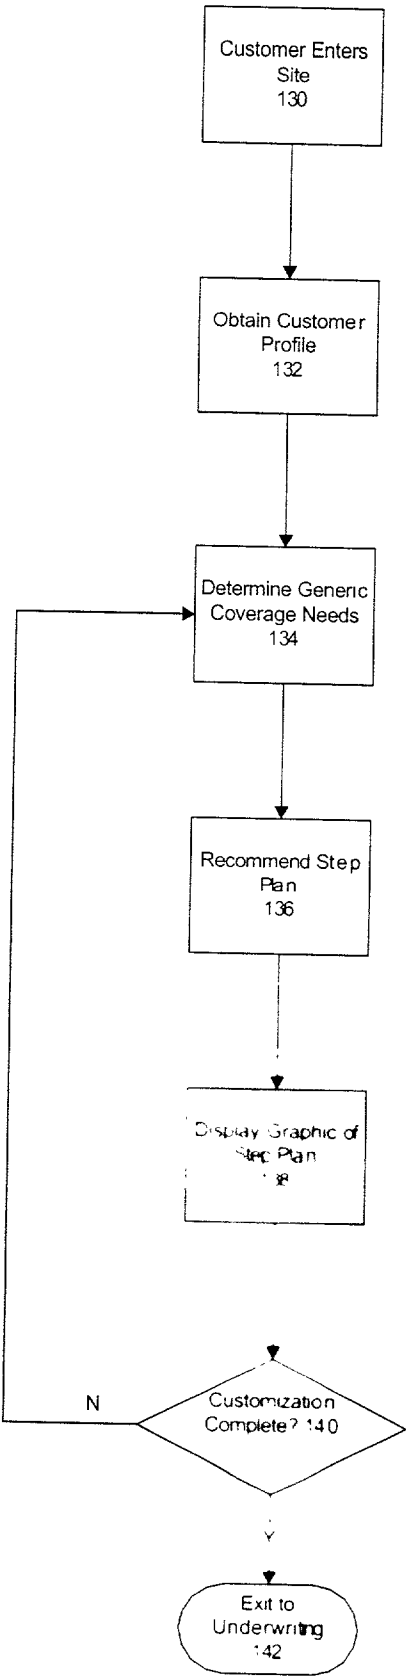 Customer Enters
Site
130
Obtain Customer
Profile
132
Determine Generic
Coverage Needs
134
Recommend Step
Plan
136
Display Graphic of
Step Plan
138
N
Customization
Complete? 140
Y
Exit to
Underwriting
142